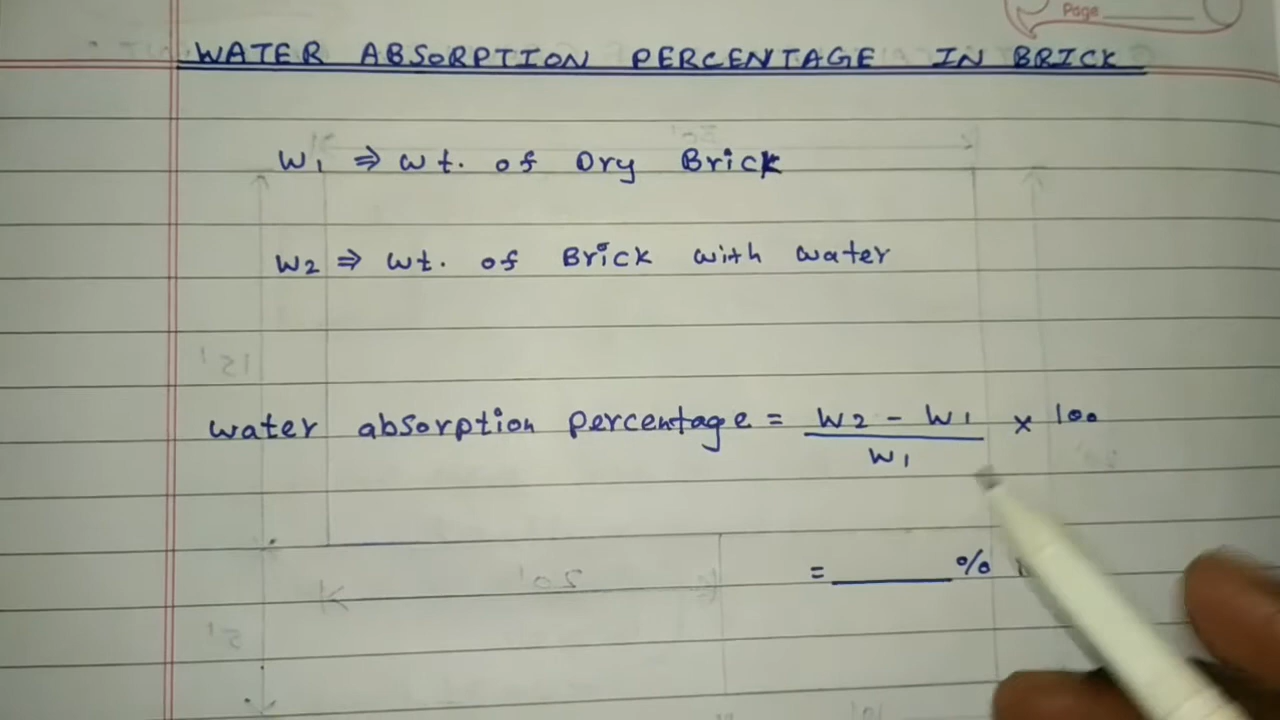 Page
WATER ABSORPTION PERCENTAGE IN BRICK
W1 ⇒ wt. of Dry Brick
W2 ⇒ wt. of Brick with water
water absorption percentage = W2 - W1 / W1 × 100
= ______ %